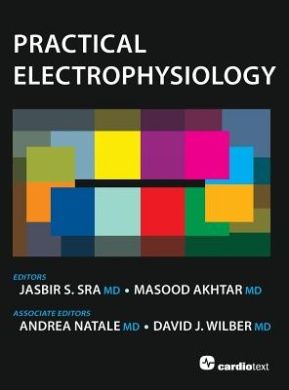 PRACTICAL
ELECTROPHYSIOLOGY
EDITORS
JASBIR S. SRA MD • MASOOD AKHTAR MD
ASSOCIATE EDITORS
ANDREA NATALE MD • DAVID J. WILBER MD
cardiotext